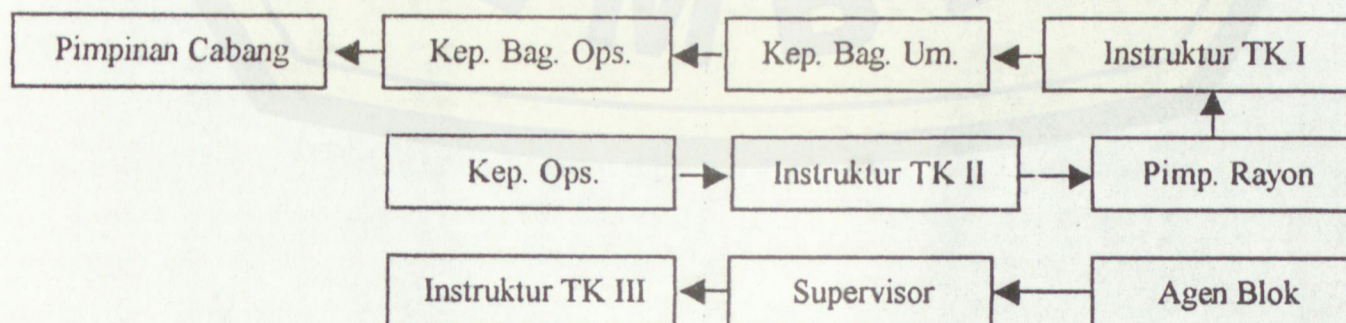 Pimpinan Cabang Kep. Bag. Ops. Kep. Bag. Um. Instruktur TK I
Kep. Ops. Instruktur TK II Pimp. Rayon
Instruktur TK III Supervisor Agen Blok